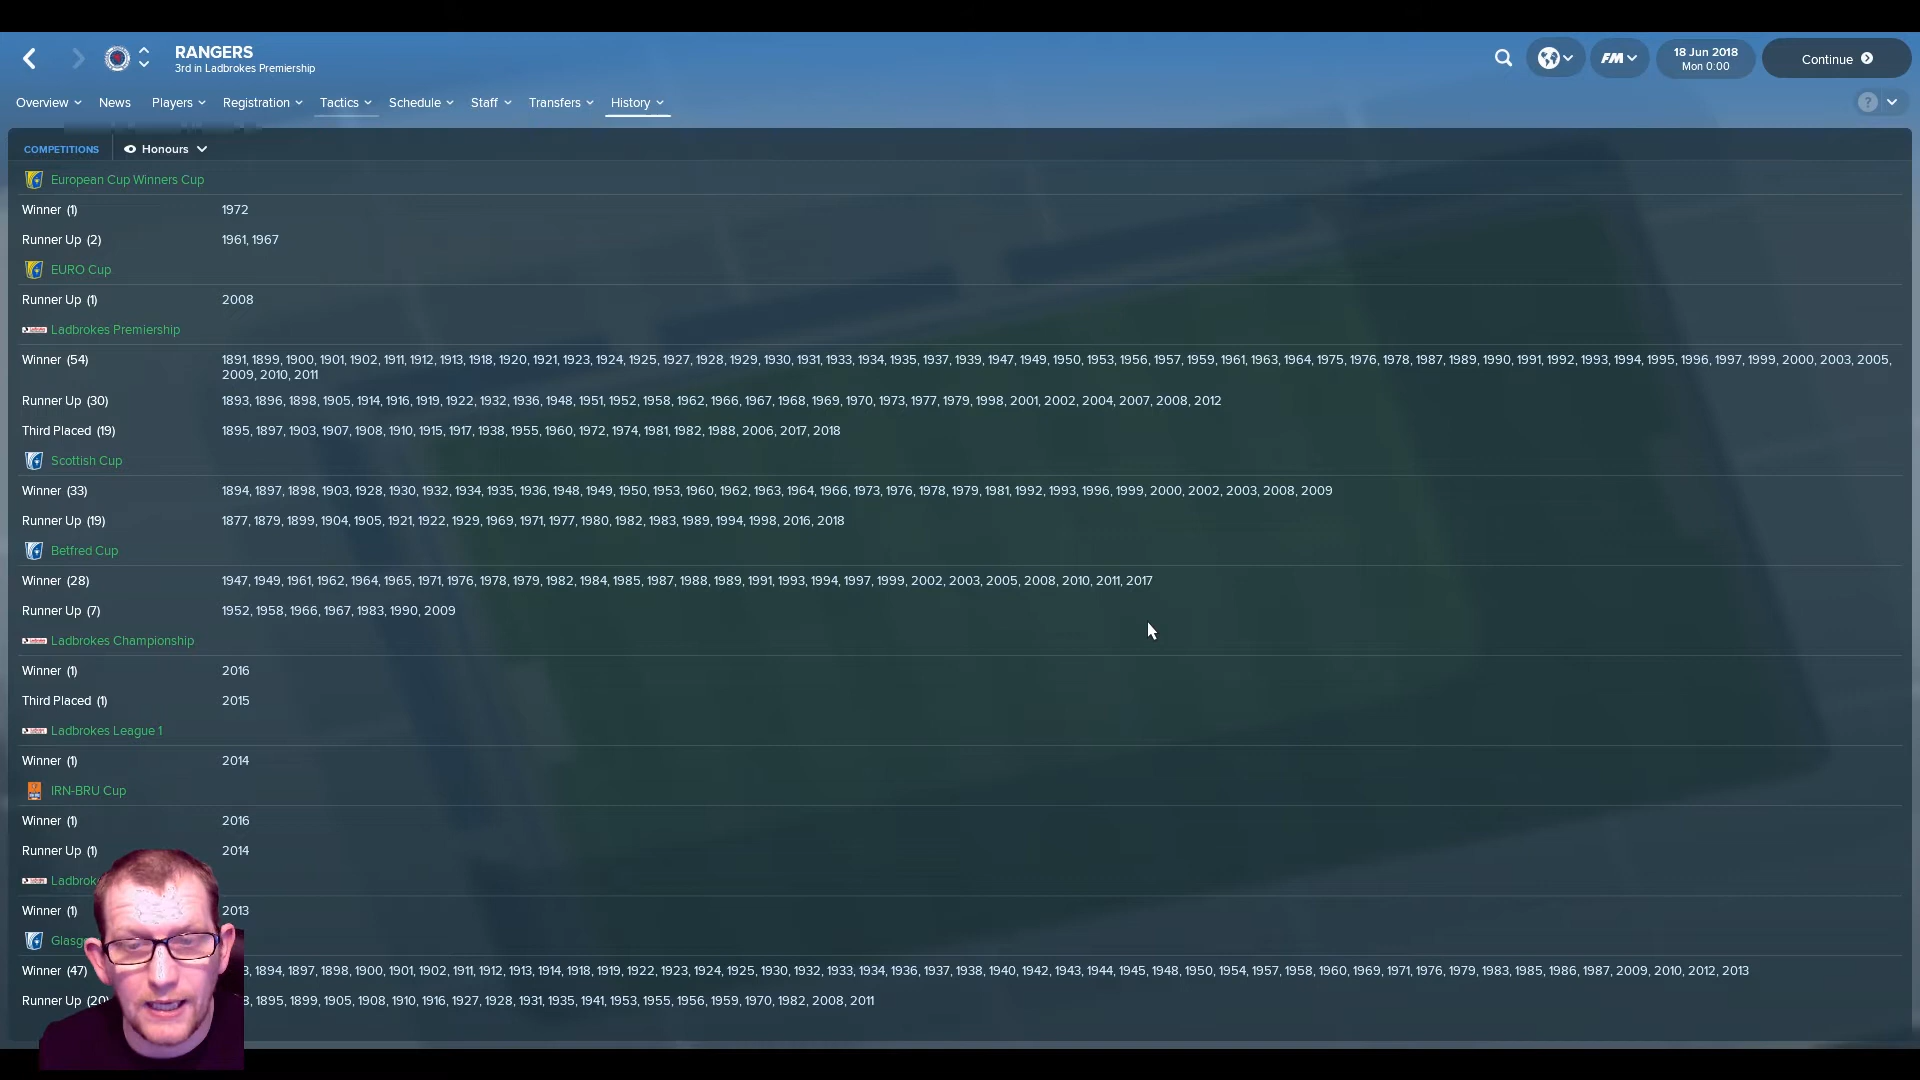 RANGERS
3rd in Ladbrokes Premiership
FM
18 Jun 2018
Mon 0:00
Continue
Overview
News
Players
Registration
Tactics
Schedule
Staff
Transfers
History
?
COMPETITIONS
Honours
European Cup Winners Cup
Winner (1) 1972
Runner Up (2) 1961, 1967
EURO Cup
Runner Up (1) 2008
Ladbrokes Premiership
Winner (54) 1891, 1899, 1900, 1901, 1902, 1911, 1912, 1913, 1918, 1920, 1921, 1923, 1924, 1925, 1927, 1928, 1929, 1930, 1931, 1933, 1934, 1935, 1937, 1939, 1947, 1949, 1950, 1953, 1956, 1957, 1959, 1961, 1963, 1964, 1975, 1976, 1978, 1987, 1989, 1990, 1991, 1992, 1993, 1994, 1995, 1996, 1997, 1999, 2000, 2003, 2005,
2009, 2010, 2011
Runner Up (30) 1893, 1896, 1898, 1905, 1914, 1916, 1919, 1922, 1932, 1936, 1948, 1951, 1952, 1958, 1962, 1966, 1967, 1968, 1969, 1970, 1973, 1977, 1979, 1998, 2001, 2002, 2004, 2007, 2008, 2012
Third Placed (19) 1895, 1897, 1903, 1907, 1908, 1910, 1915, 1917, 1938, 1955, 1960, 1972, 1974, 1981, 1982, 1988, 2006, 2017, 2018
Scottish Cup
Winner (33) 1894, 1897, 1898, 1903, 1928, 1930, 1932, 1934, 1935, 1936, 1948, 1949, 1950, 1953, 1960, 1962, 1963, 1964, 1966, 1973, 1976, 1978, 1979, 1981, 1992, 1993, 1996, 1999, 2000, 2002, 2003, 2008, 2009
Runner Up (19) 1877, 1879, 1899, 1904, 1905, 1921, 1922, 1929, 1969, 1971, 1977, 1980, 1982, 1983, 1989, 1994, 1998, 2016, 2018
Betfred Cup
Winner (28) 1947, 1949, 1961, 1962, 1964, 1965, 1971, 1976, 1978, 1979, 1982, 1984, 1985, 1987, 1988, 1989, 1991, 1993, 1994, 1997, 1999, 2002, 2003, 2005, 2008, 2010, 2011, 2017
Runner Up (7) 1952, 1958, 1966, 1967, 1983, 1990, 2009
Ladbrokes Championship
Winner (1) 2016
Third Placed (1) 2015
Ladbrokes League 1
Winner (1) 2014
IRN-BRU Cup
Winner (1) 2016
Runner Up (1) 2014
Ladbrok
Winner (1) 2013
Glasg
Winner (47) 3, 1894, 1897, 1898, 1900, 1901, 1902, 1911, 1912, 1913, 1914, 1918, 1919, 1922, 1923, 1924, 1925, 1930, 1932, 1933, 1934, 1936, 1937, 1938, 1940, 1942, 1943, 1944, 1945, 1948, 1950, 1954, 1957, 1958, 1960, 1969, 1971, 1976, 1979, 1983, 1985, 1986, 1987, 2009, 2010, 2012, 2013
Runner Up (20) 8, 1895, 1899, 1905, 1908, 1910, 1916, 1927, 1928, 1931, 1935, 1941, 1953, 1955, 1956, 1959, 1970, 1982, 2008, 2011